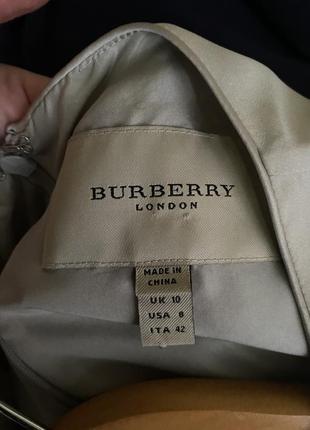 BURBERRY
LONDON
MADE IN
CHINA
UK 10
USA 8
ITA 42